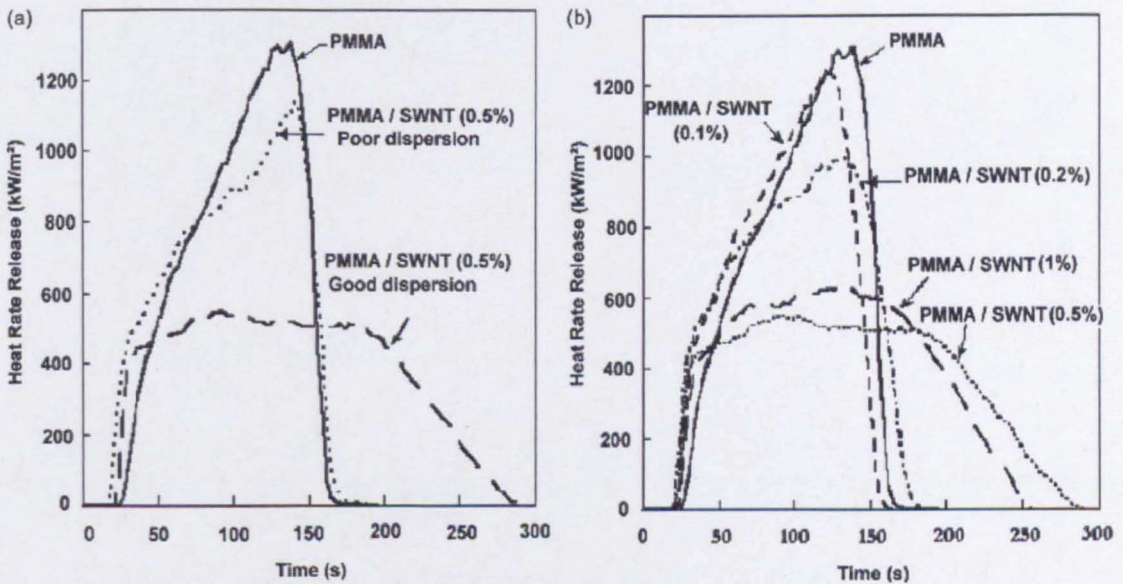 (a)
PMMA
PMMA / SWNT (0.5%)
Poor dispersion
PMMA / SWNT (0.5%)
Good dispersion
Heat Rate Release (kW/m²)
1200
1000
800
600
400
200
0
0 50 100 150 200 250 300
Time (s)
(b)
PMMA
PMMA / SWNT
(0.1%)
PMMA / SWNT (0.2%)
PMMA / SWNT (1%)
PMMA / SWNT (0.5%)
Heat Rate Release (kW/m²)
1200
1000
800
600
400
200
0
0 50 100 150 200 250 300
Time (s)